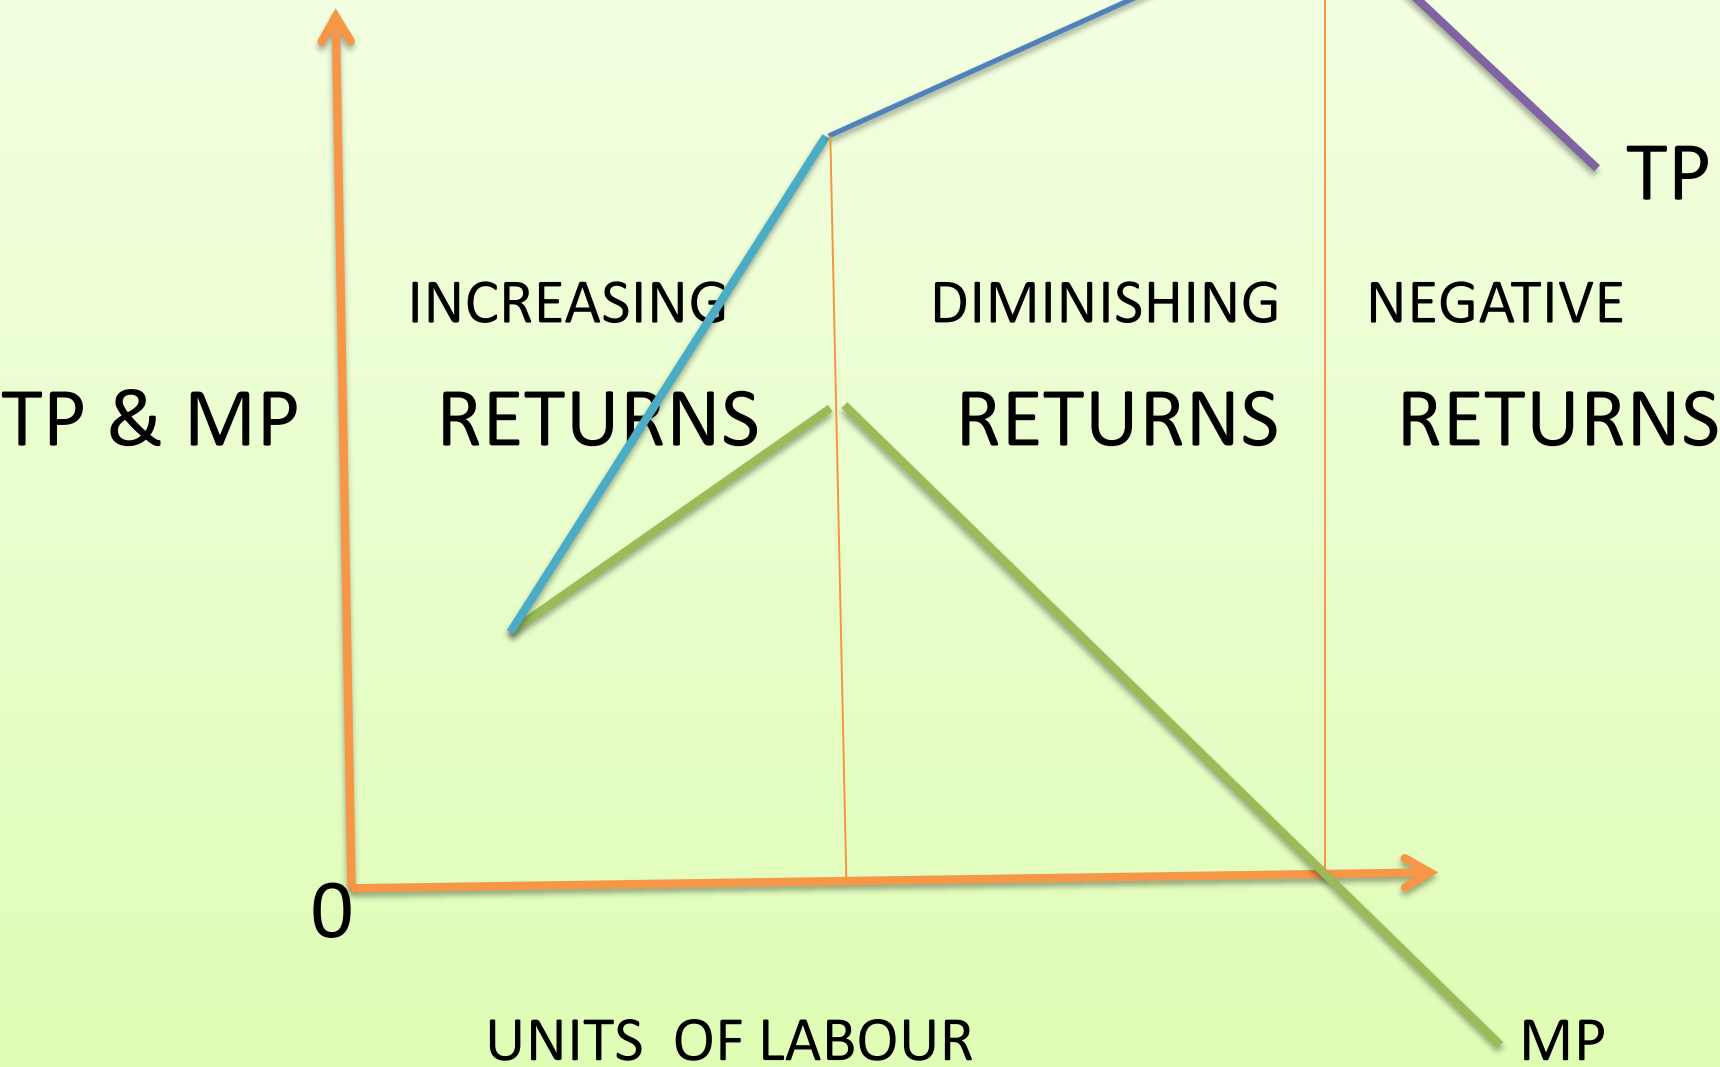 TP
INCREASING DIMINISHING NEGATIVE
TP & MP RETURNS RETURNS RETURNS
0
UNITS OF LABOUR MP